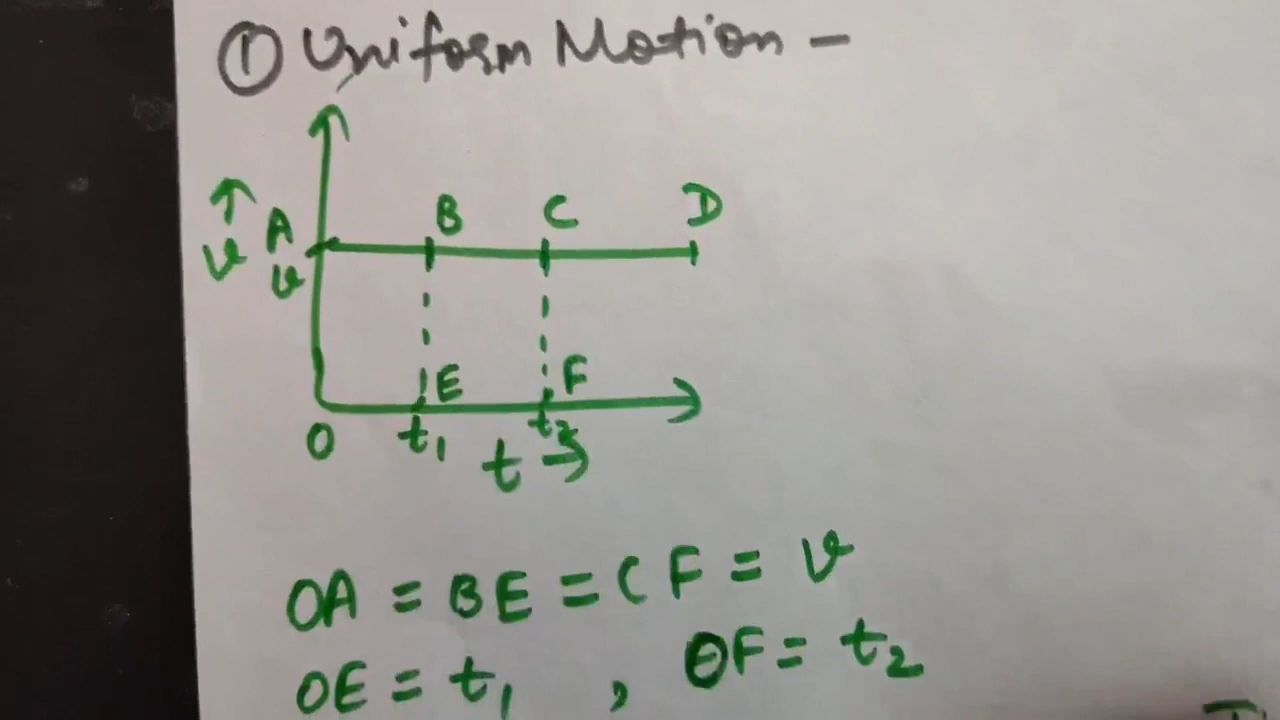 ① Uniform Motion –
B C D
A
v v
E F
O t₁ t₂
t →
OA = BE = CF = v
OE = t₁ , OF = t₂